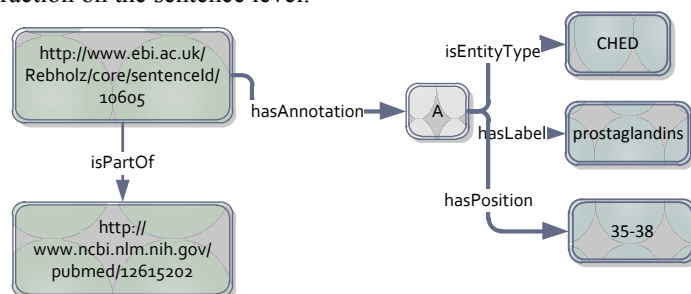 raction on the sentence level.
http://www.ebi.ac.uk/
Rebholz/core/sentenceId/
10605
hasAnnotation
A
isEntityType
CHED
hasLabel
prostaglandins
hasPosition
35-38
isPartOf
http://
www.ncbi.nlm.nih.gov/
pubmed/12615202